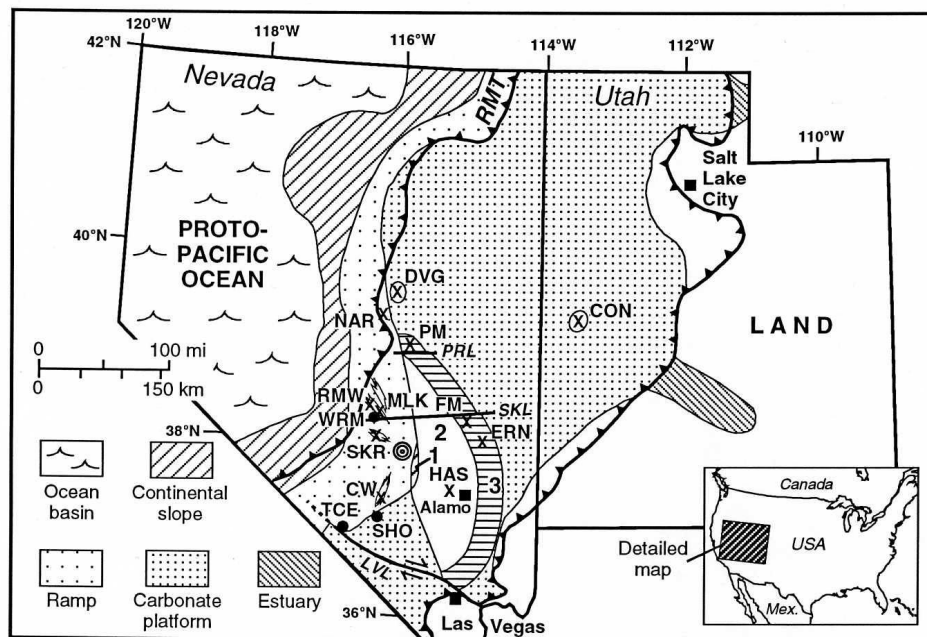 120°W
118°W
116°W
114°W
112°W
42°N
Nevada
RMT
Utah
110°W
Salt
Lake
City
40°N
PROTO-
PACIFIC
OCEAN
DVG
CON
LAND
NAR
PM
PRL
0 100 mi
0 150 km
RMW
MLK
FM
SKL
WRM
ERN
38°N
SKR
2
1
HAS
3
Alamo
CW
TCE
SHO
LVL
36°N
Las Vegas
Ocean
basin
Continental
slope
Ramp
Carbonate
platform
Estuary
Canada
USA
Mex.
Detailed
map